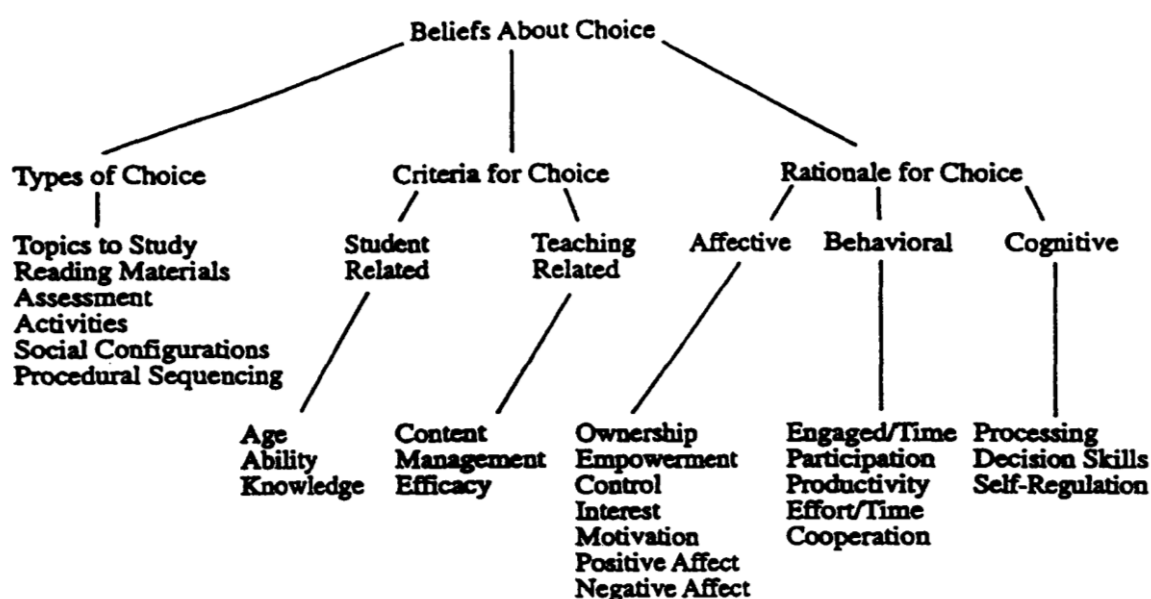 Beliefs About Choice
Types of Choice
Criteria for Choice
Rationale for Choice
Topics to Study
Reading Materials
Assessment
Activities
Social Configurations
Procedural Sequencing
Student
Related
Teaching
Related
Affective
Behavioral
Cognitive
Age
Ability
Knowledge
Content
Management
Efficacy
Ownership
Empowerment
Control
Interest
Motivation
Positive Affect
Negative Affect
Engaged/Time
Participation
Productivity
Effort/Time
Cooperation
Processing
Decision Skills
Self-Regulation